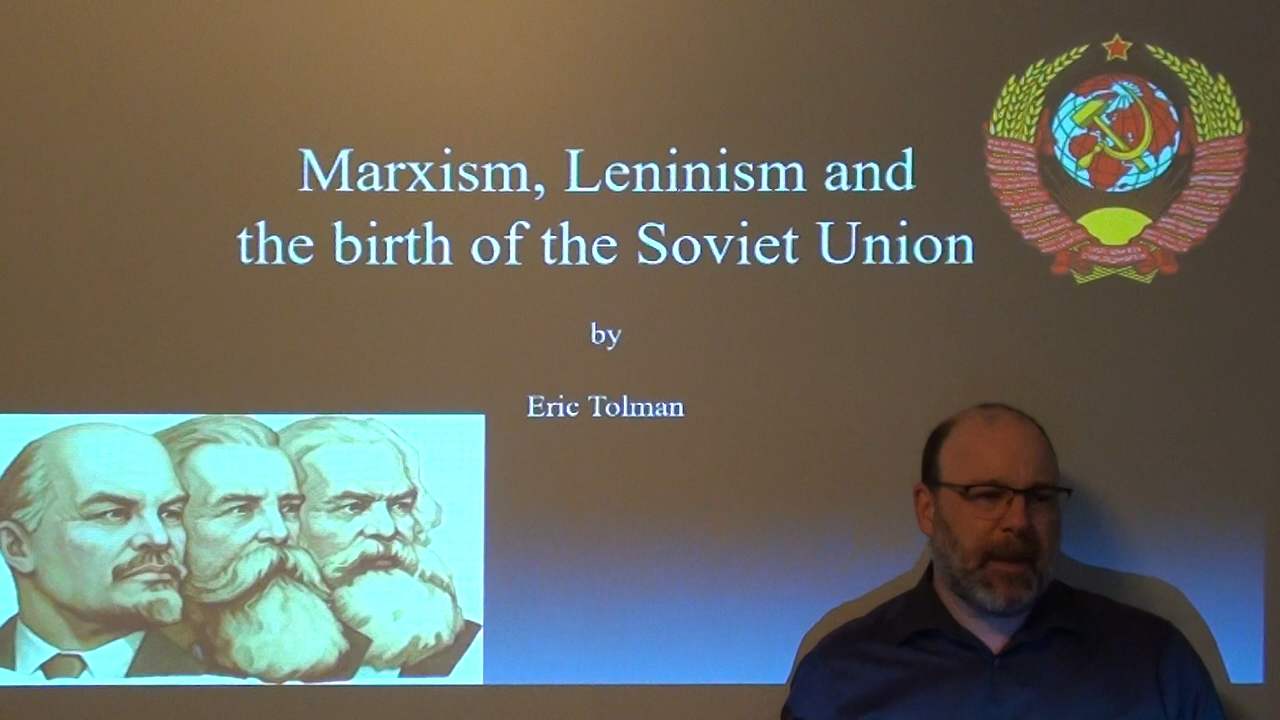 Marxism, Leninism and
the birth of the Soviet Union
by
Eric Tolman